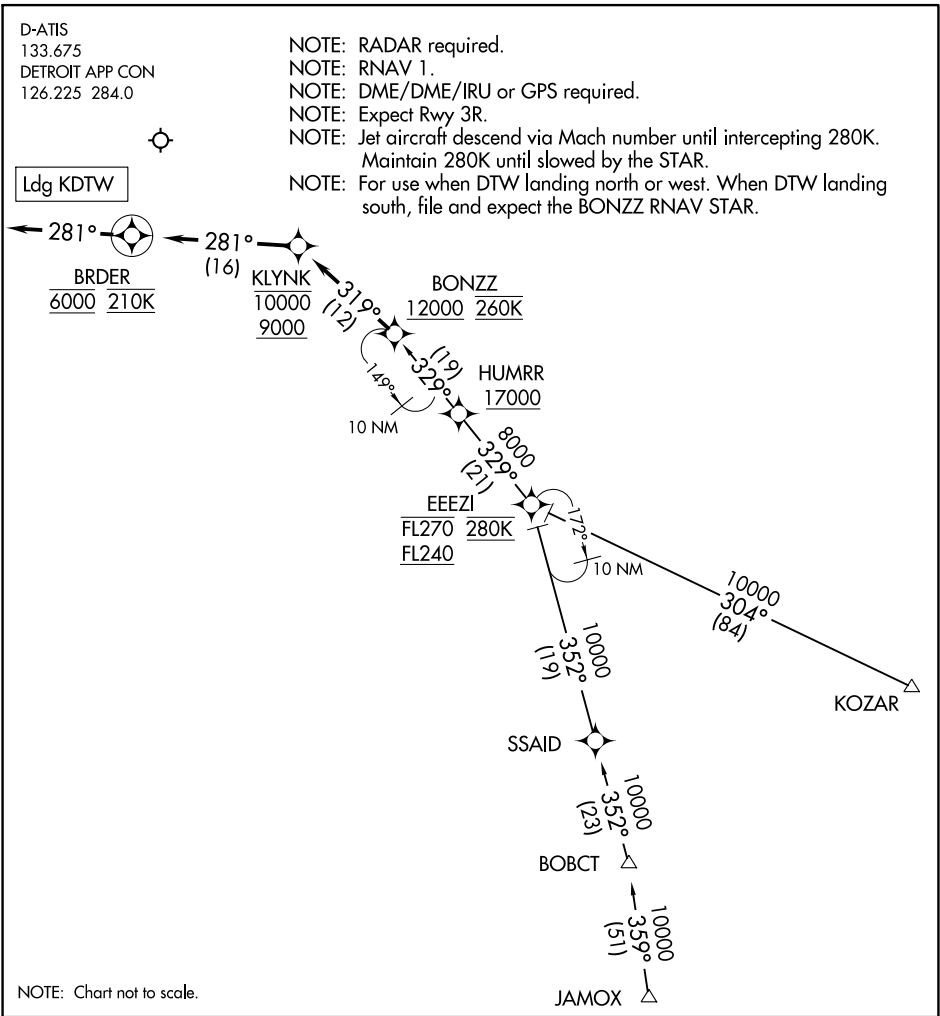 D-ATIS
133.675
DETROIT APP CON
126.225 284.0
NOTE: RADAR required.
NOTE: RNAV 1.
NOTE: DME/DME/IRU or GPS required.
NOTE: Expect Rwy 3R.
NOTE: Jet aircraft descend via Mach number until intercepting 280K.
Maintain 280K until slowed by the STAR.
NOTE: For use when DTW landing north or west. When DTW landing
south, file and expect the BONZZ RNAV STAR.
Ldg KDTW
281°
BRDER
6000 210K
281°
(16)
KLYNK
10000
9000
319°
(12)
BONZZ
12000 260K
(19)
329°
149°
10 NM
HUMRR
17000
8000
329°
(21)
EEEZI
FL270 280K
FL240
172°
10 NM
10000
304°
(84)
KOZAR
10000
352°
(19)
SSAID
10000
352°
(23)
BOBCT
10000
359°
(51)
JAMOX
NOTE: Chart not to scale.